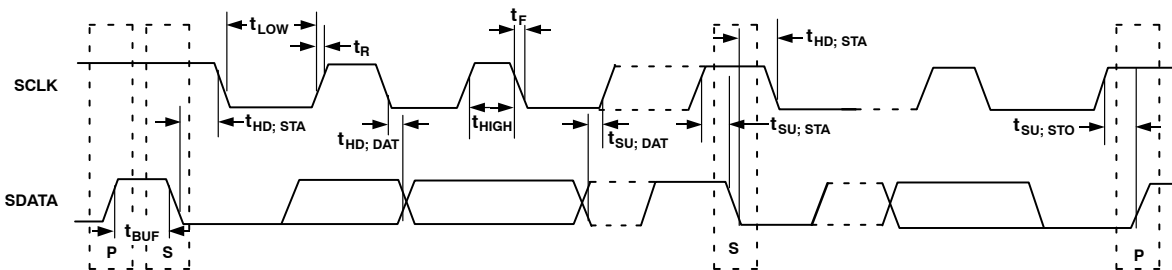 tLOW
tF
tR
tHD; STA
SCLK
tHD; STA
tHIGH
tHD; DAT
tSU; DAT
tSU; STA
tSU; STO
SDATA
tBUF
P
S
S
P